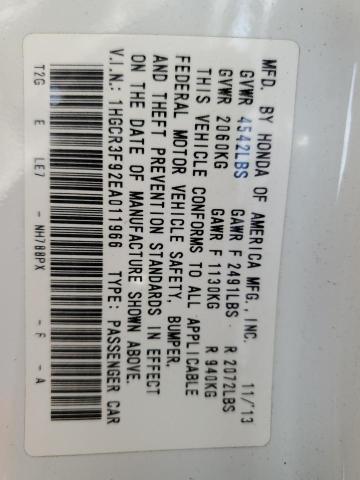 MFD. BY HONDA OF AMERICA MFG., INC. 11/'13
GVWR 4542LBS GAWR F 2491LBS R 2072LBS
GVWR 2060KG GAWR F 1130KG R 940KG
THIS VEHICLE CONFORMS TO ALL APPLICABLE
FEDERAL MOTOR VEHICLE SAFETY, BUMPER,
AND THEFT PREVENTION STANDARDS IN EFFECT
ON THE DATE OF MANUFACTURE SHOWN ABOVE.
V.I.N.: 1HGCR3F92EA011966 TYPE: PASSENGER CAR
T2G E LE7 - NH788PX - F - A